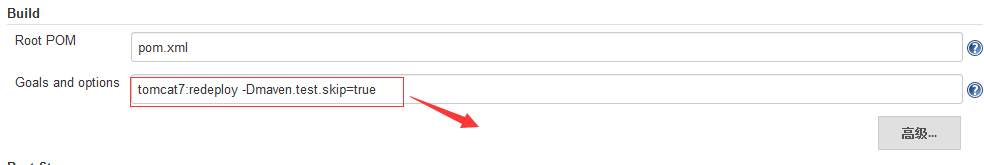 Build
Root POM
pom.xml
Goals and options
tomcat7:redeploy -Dmaven.test.skip=true
高级...